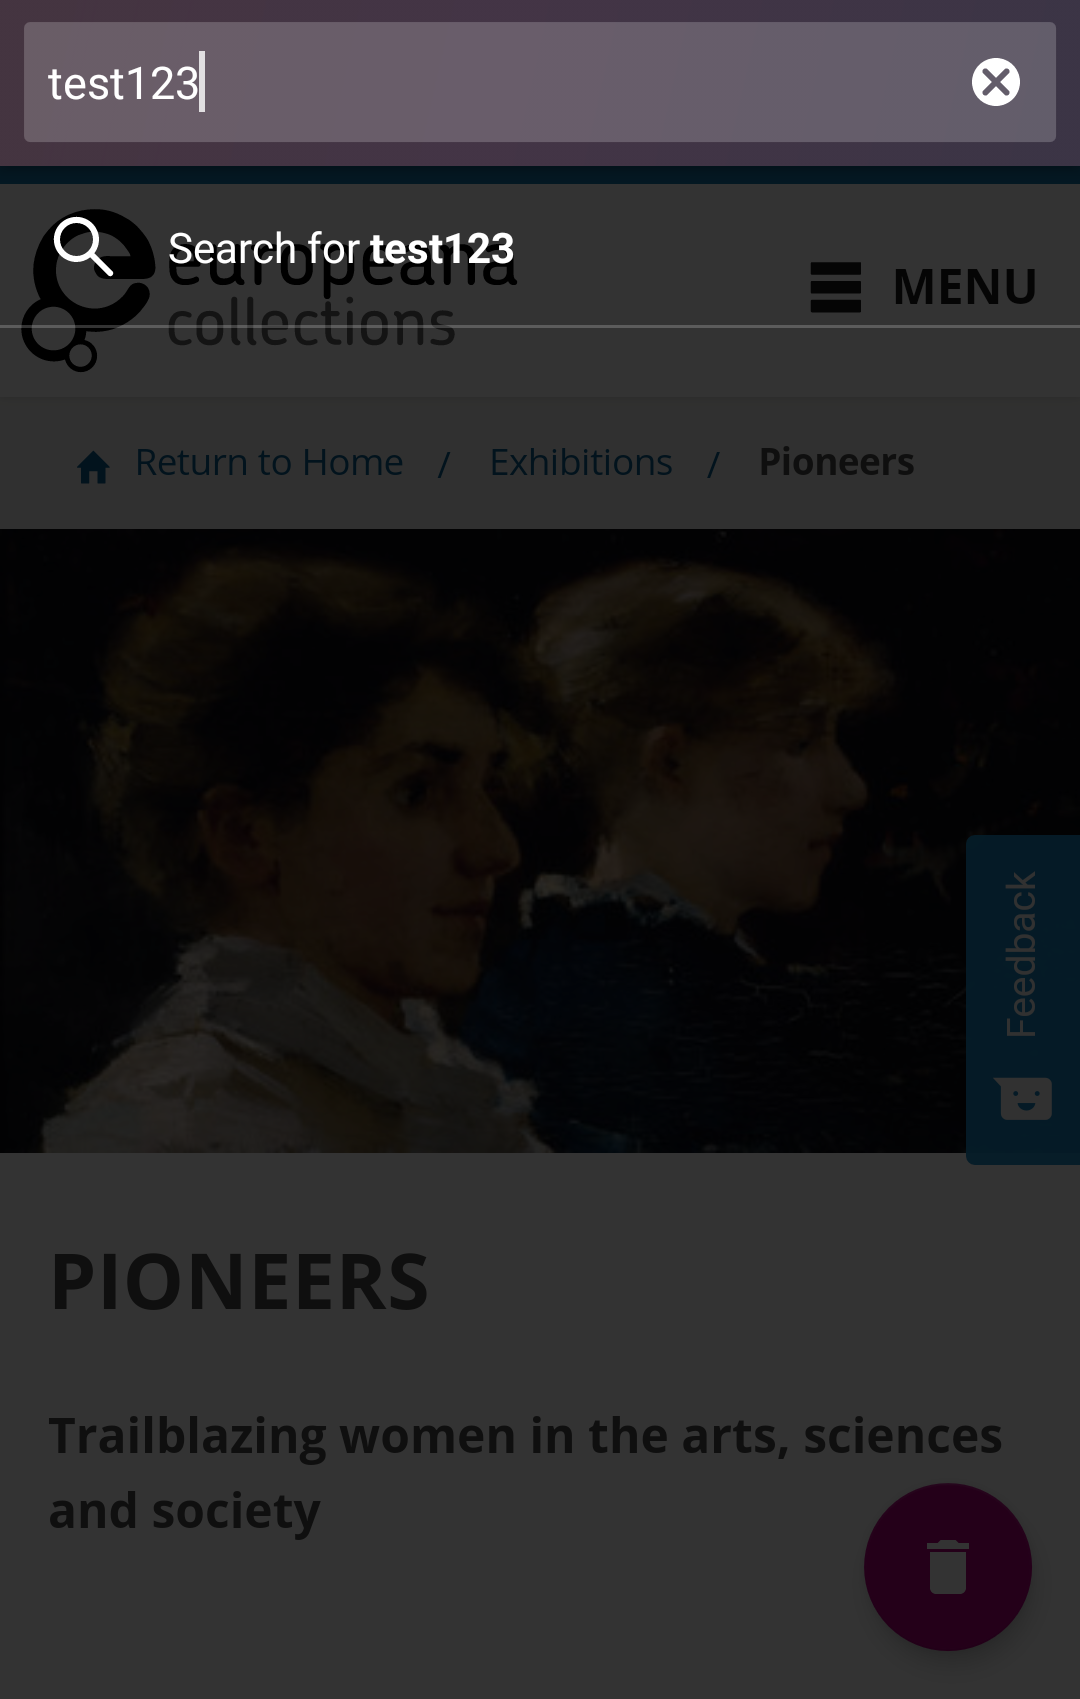 test123
Search for test123
europeana
collections
MENU
Return to Home / Exhibitions / Pioneers
Feedback
PIONEERS
Trailblazing women in the arts, sciences
and society